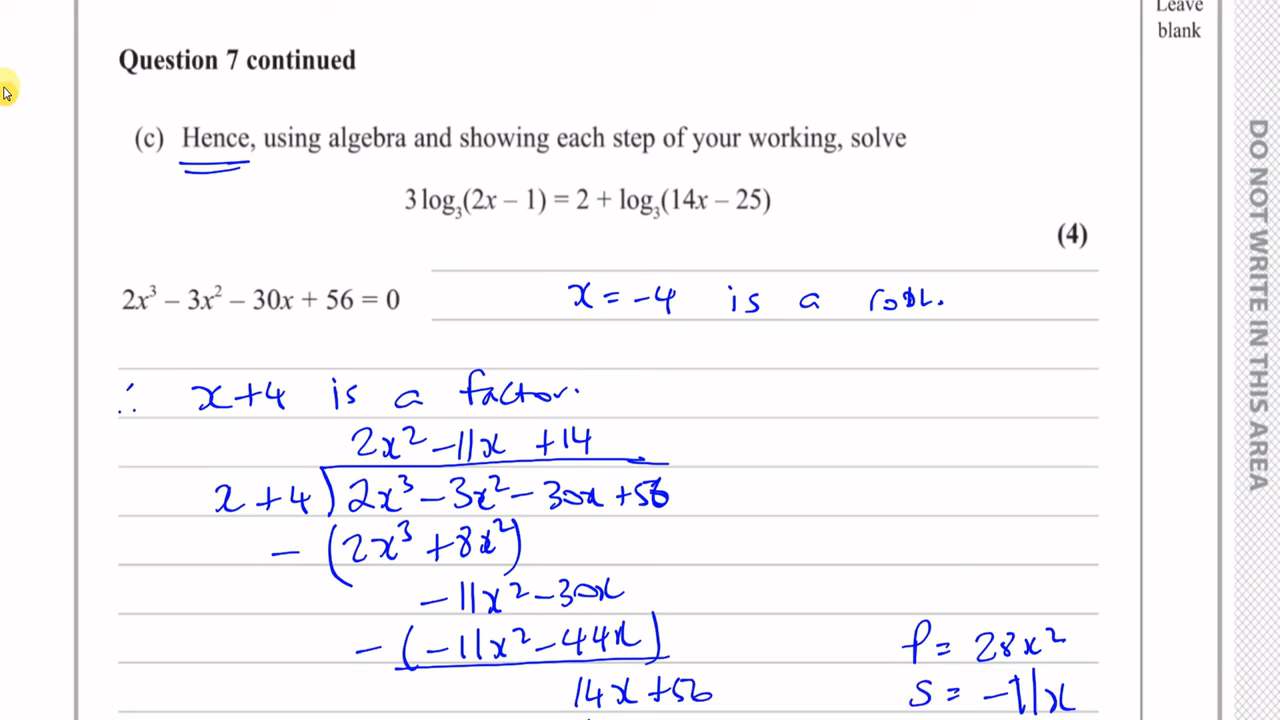 Leave
blank
Question 7 continued
(c) Hence, using algebra and showing each step of your working, solve
3 log₃(2x – 1) = 2 + log₃(14x – 25)
(4)
2x³ – 3x² – 30x + 56 = 0
x = -4 is a root.
∴ x+4 is a factor.
2x² -11x +14
x+4 ) 2x³ -3x² -30x +56
- (2x³ +8x²)
-11x² -30x
- (-11x² -44x)
14x +56
P = 28x²
S = -11x
DO NOT WRITE IN THIS AREA